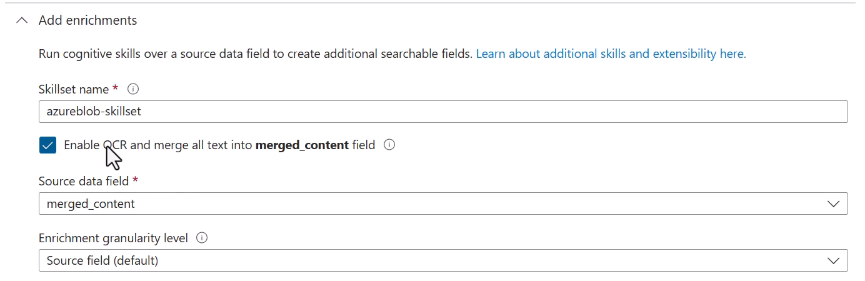 Add enrichments
Run cognitive skills over a source data field to create additional searchable fields. Learn about additional skills and extensibility here.
Skillset name *
azureblob-skillset
Enable OCR and merge all text into merged_content field
Source data field *
merged_content
Enrichment granularity level
Source field (default)